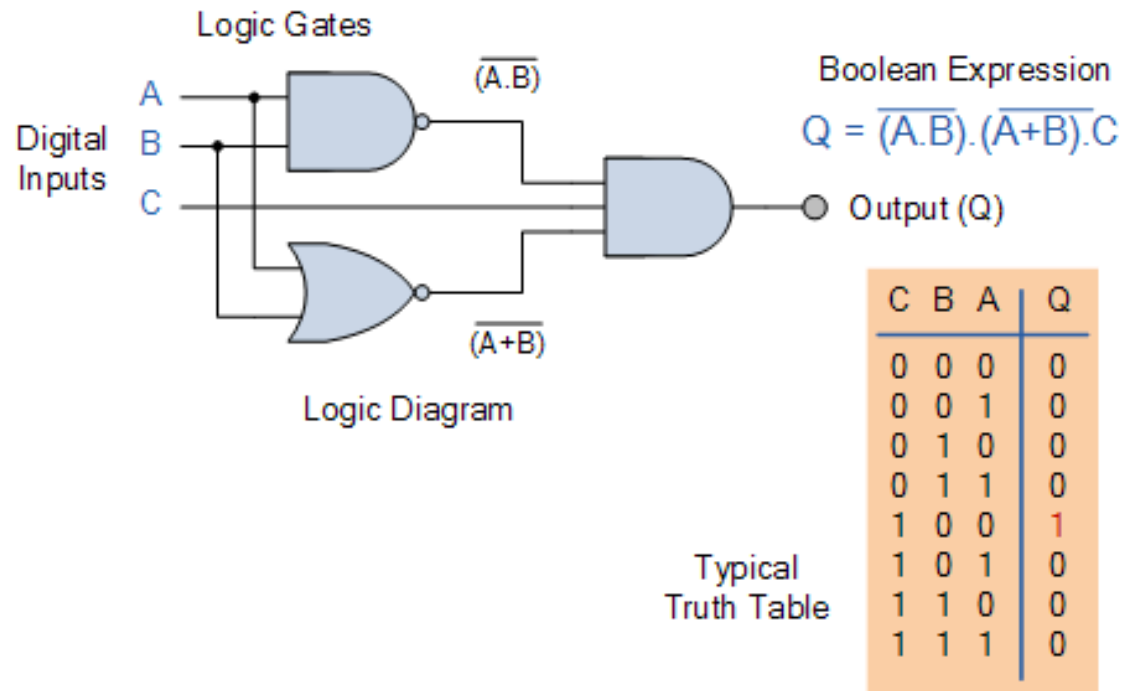 Logic Gates
A
B
C
Digital
Inputs
(A.B)̅
(A+B)̅
Logic Diagram
Boolean Expression
Q = (A.B)̅.(A+B)̅.C
Output (Q)
C B A Q
0 0 0 0
0 0 1 0
0 1 0 0
0 1 1 0
1 0 0 1
1 0 1 0
1 1 0 0
1 1 1 0
Typical
Truth Table